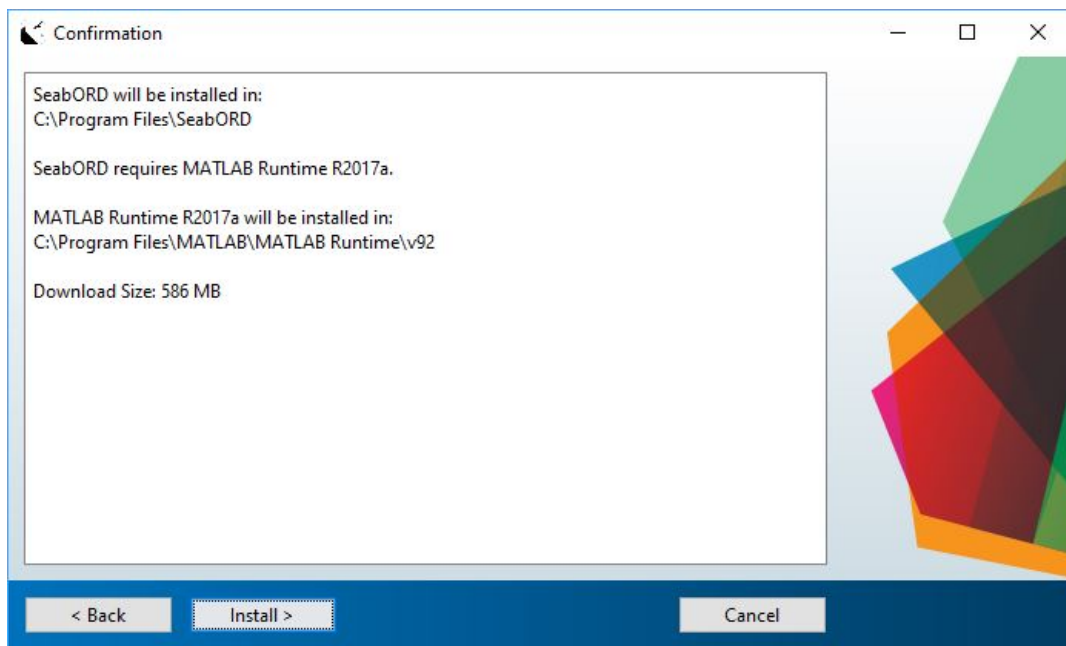 Confirmation
SeabORD will be installed in:
C:\Program Files\SeabORD
SeabORD requires MATLAB Runtime R2017a.
MATLAB Runtime R2017a will be installed in:
C:\Program Files\MATLAB\MATLAB Runtime\v92
Download Size: 586 MB
< Back
Install >
Cancel